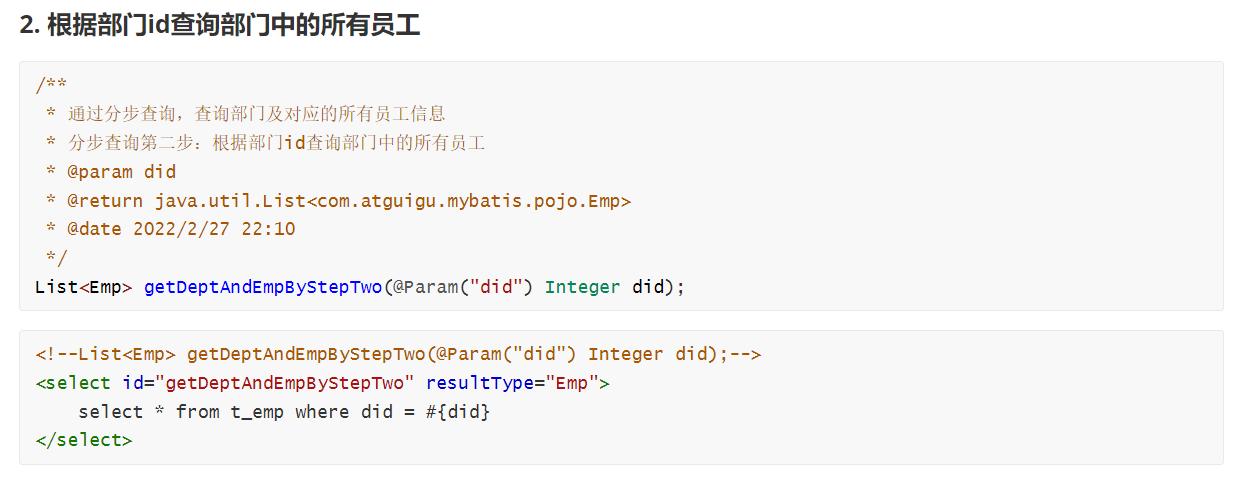 2. 根据部门id查询部门中的所有员工
/**
 * 通过分步查询，查询部门及对应的所有员工信息
 * 分步查询第二步：根据部门id查询部门中的所有员工
 * @param did
 * @return java.util.List<com.atguigu.mybatis.pojo.Emp>
 * @date 2022/2/27 22:10
 */
List<Emp> getDeptAndEmpByStepTwo(@Param("did") Integer did);
<!--List<Emp> getDeptAndEmpByStepTwo(@Param("did") Integer did);-->
<select id="getDeptAndEmpByStepTwo" resultType="Emp">
    select * from t_emp where did = #{did}
</select>